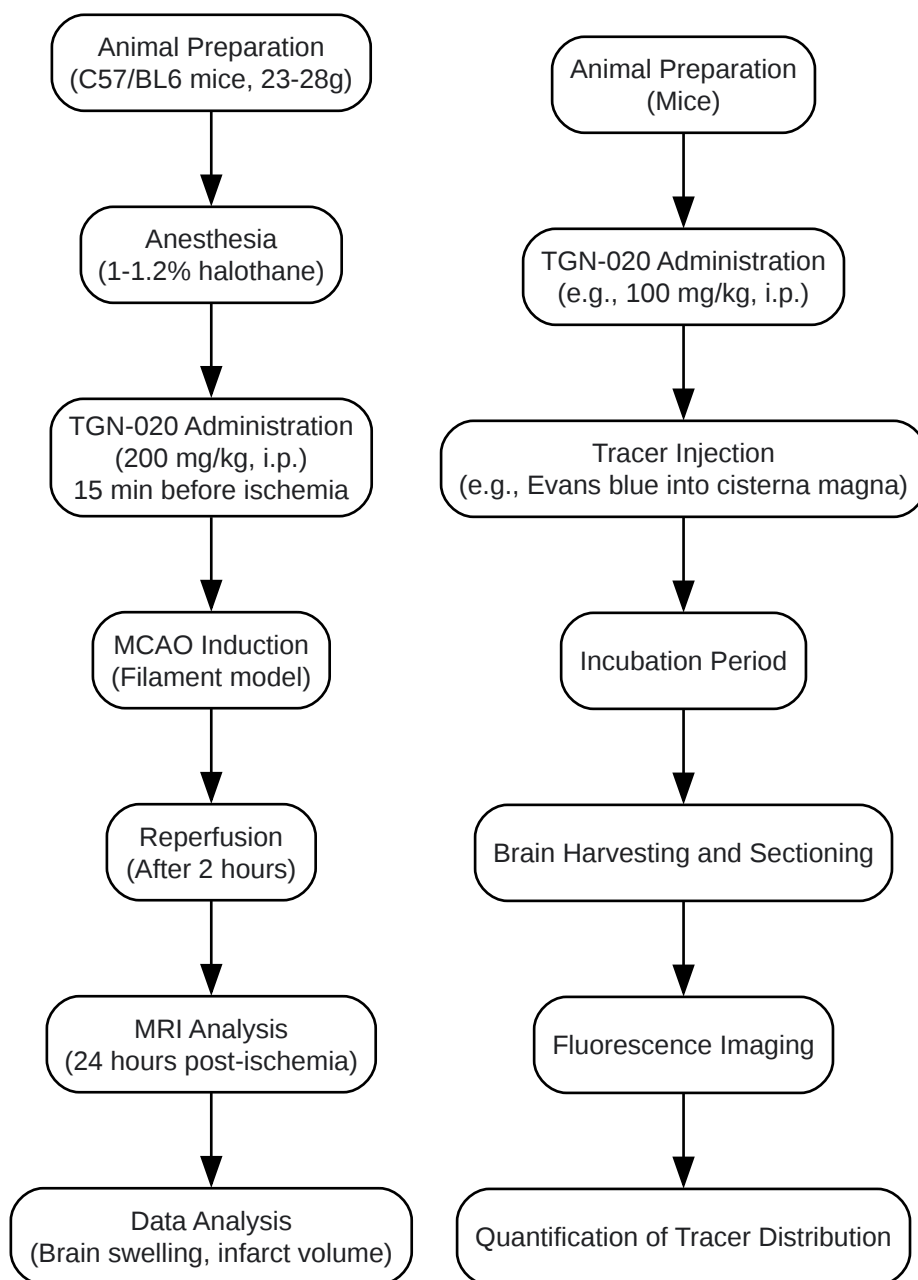 Animal Preparation
(C57/BL6 mice, 23-28g)
Anesthesia
(1-1.2% halothane)
TGN-020 Administration
(200 mg/kg, i.p.)
15 min before ischemia
MCAO Induction
(Filament model)
Reperfusion
(After 2 hours)
MRI Analysis
(24 hours post-ischemia)
Data Analysis
(Brain swelling, infarct volume)
Animal Preparation
(Mice)
TGN-020 Administration
(e.g., 100 mg/kg, i.p.)
Tracer Injection
(e.g., Evans blue into cisterna magna)
Incubation Period
Brain Harvesting and Sectioning
Fluorescence Imaging
Quantification of Tracer Distribution